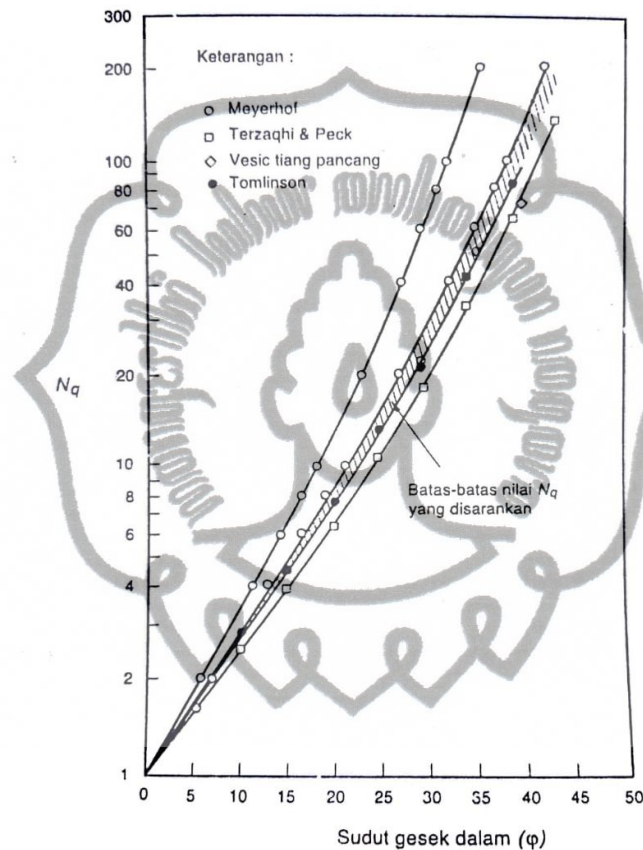 300
200
100
80
60
40
20
10
8
6
4
2
1
N_q
Keterangan :
Meyerhof
Terzaqhi & Peck
Vesic tiang pancang
Tomlinson
Batas-batas nilai N_q
yang disarankan
0 5 10 15 20 25 30 35 40 45 50
Sudut gesek dalam (φ)